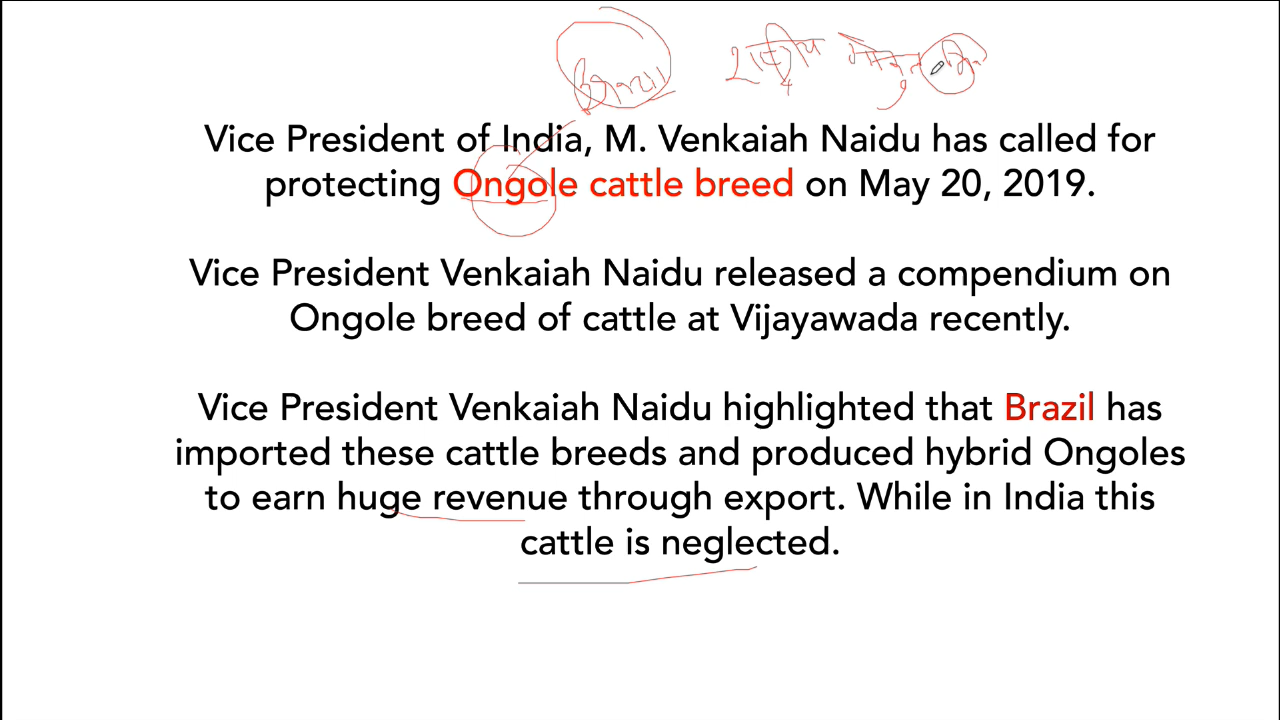 राष्ट्रीय गोकुल मिशन
Vice President of India, M. Venkaiah Naidu has called for
protecting Ongole cattle breed on May 20, 2019.
Vice President Venkaiah Naidu released a compendium on
Ongole breed of cattle at Vijayawada recently.
Vice President Venkaiah Naidu highlighted that Brazil has
imported these cattle breeds and produced hybrid Ongoles
to earn huge revenue through export. While in India this
cattle is neglected.